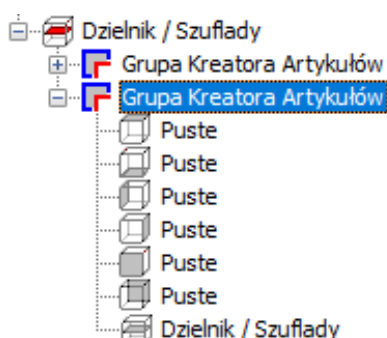 Dzielnik / Szuflady
Grupa Kreatora Artykułów
Grupa Kreatora Artykułów
Puste
Puste
Puste
Puste
Puste
Puste
Dzielnik / Szuflady